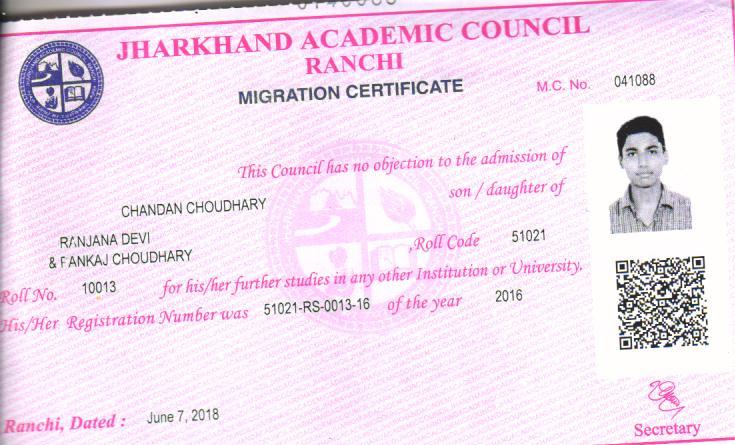 JHARKHAND ACADEMIC COUNCIL
RANCHI
MIGRATION CERTIFICATE
M.C. No. 041088
This Council has no objection to the admission of
CHANDAN CHOUDHARY son / daughter of
RANJANA DEVI
& PANKAJ CHOUDHARY ,Roll Code 51021
Roll No. 10013 for his/her further studies in any other Institution or University.
His/Her Registration Number was 51021-RS-0013-16 of the year 2016
Ranchi, Dated : June 7, 2018
Secretary